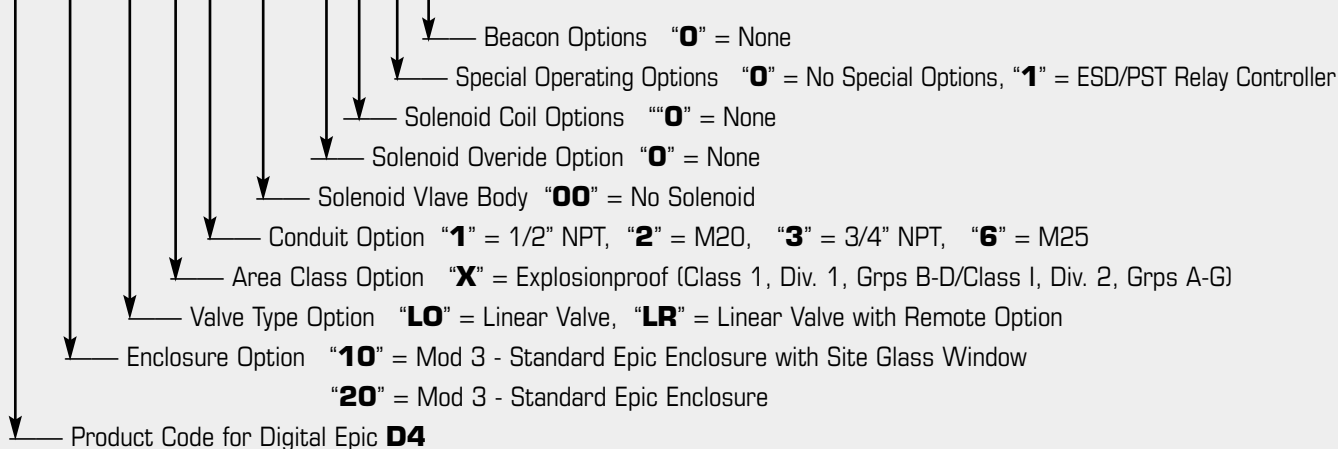 Beacon Options “0” = None
Special Operating Options “0” = No Special Options, “1” = ESD/PST Relay Controller
Solenoid Coil Options ““0” = None
Solenoid Overide Option “0” = None
Solenoid Vlave Body “00” = No Solenoid
Conduit Option “1” = 1/2” NPT, “2” = M20, “3” = 3/4” NPT, “6” = M25
Area Class Option “X” = Explosionproof (Class 1, Div. 1, Grps B-D/Class I, Div. 2, Grps A-G)
Valve Type Option “LO” = Linear Valve, “LR” = Linear Valve with Remote Option
Enclosure Option “10” = Mod 3 - Standard Epic Enclosure with Site Glass Window
“20” = Mod 3 - Standard Epic Enclosure
Product Code for Digital Epic D4